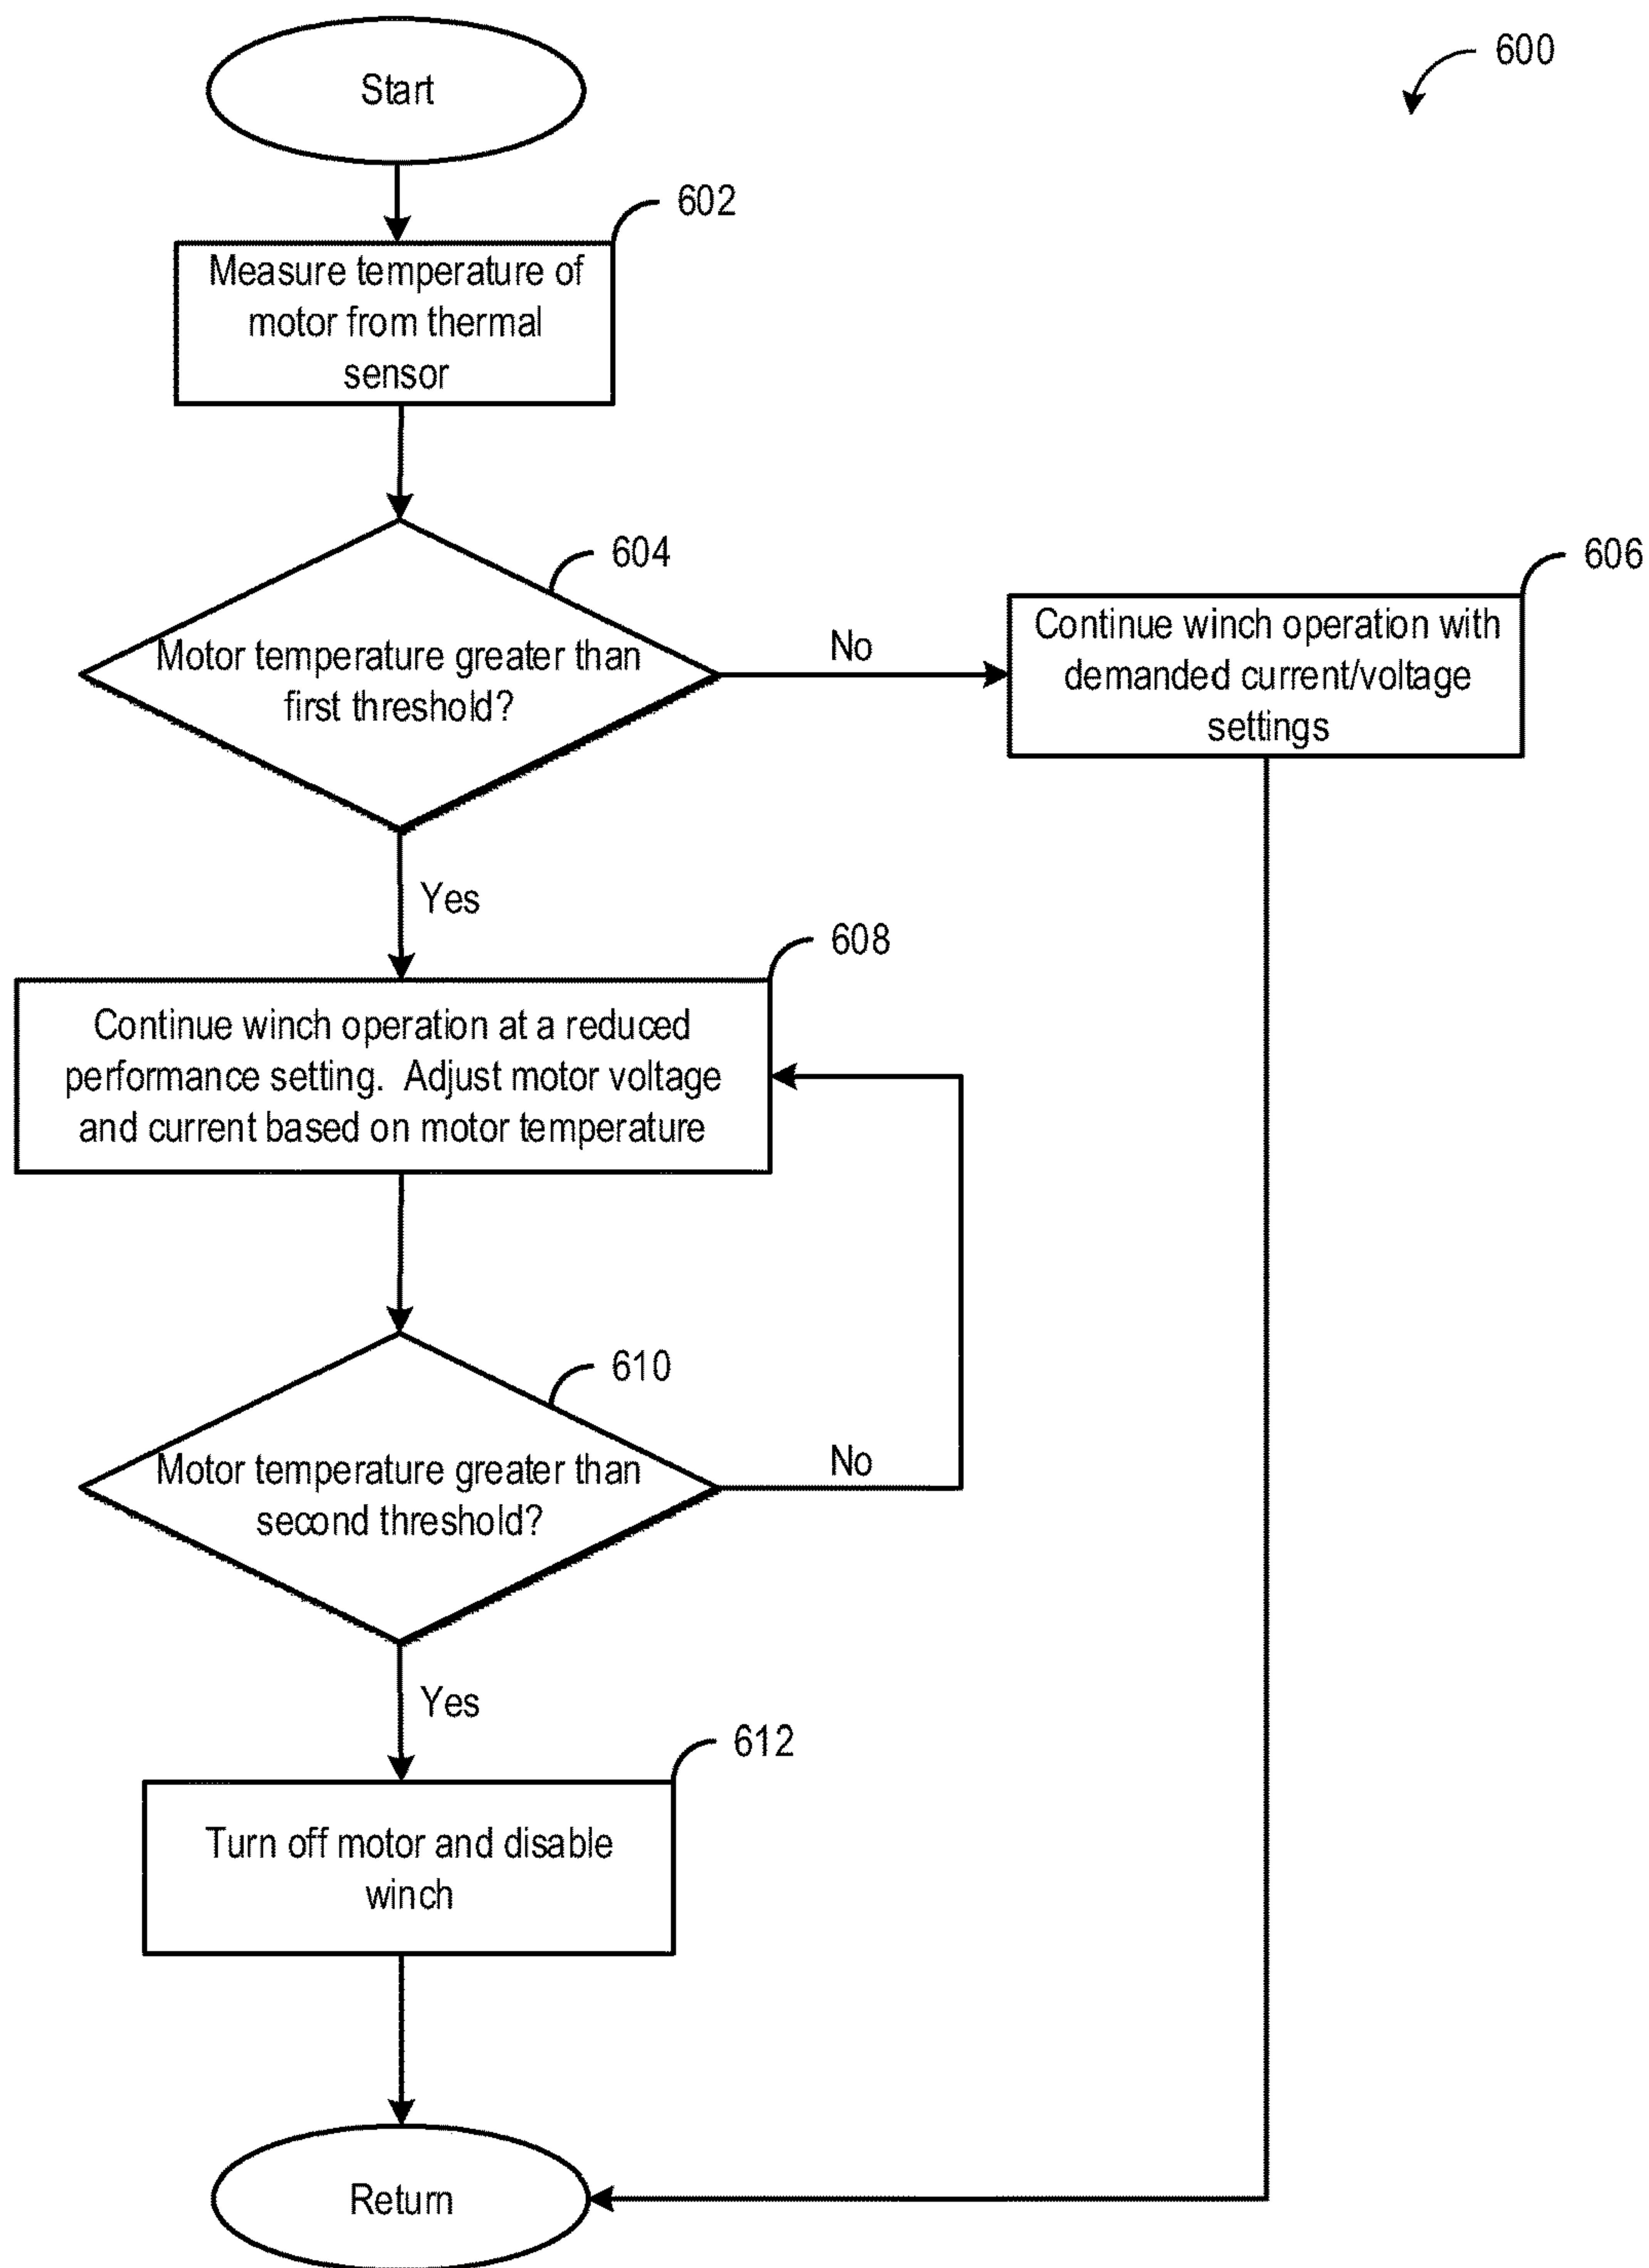 Start
600
602
Measure temperature of
motor from thermal
sensor
604
Motor temperature greater than
first threshold?
No
606
Continue winch operation with
demanded current/voltage
settings
Yes
608
Continue winch operation at a reduced
performance setting.  Adjust motor voltage
and current based on motor temperature
610
Motor temperature greater than
second threshold?
No
Yes
612
Turn off motor and disable
winch
Return